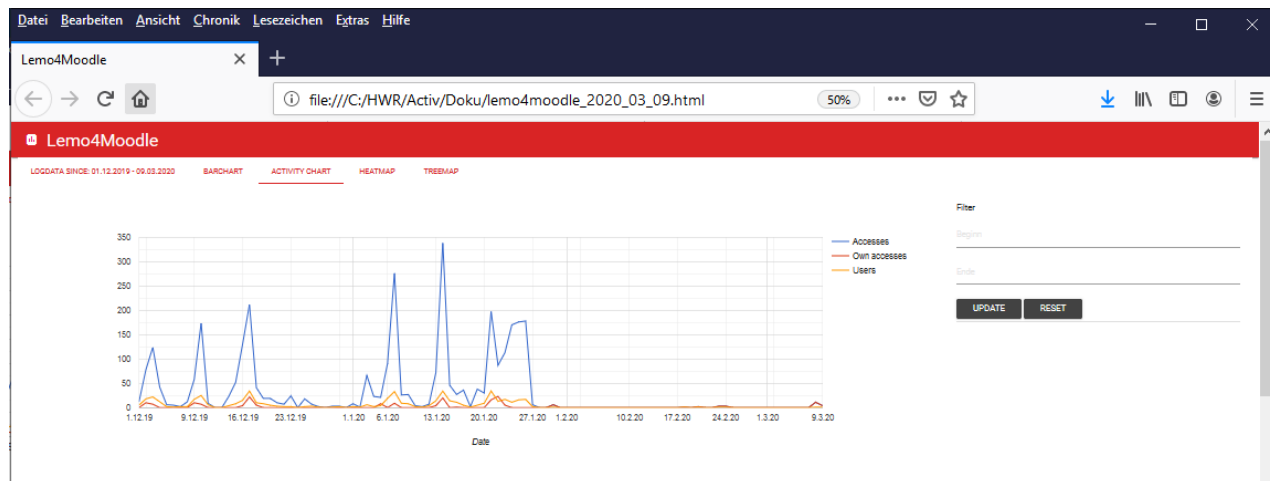 Datei Bearbeiten Ansicht Chronik Lesezeichen Extras Hilfe
Lemo4Moodle
file:///C:/HWR/Activ/Doku/lemo4moodle_2020_03_09.html 50%
Lemo4Moodle
LOGDATA SINCE: 01.12.2019 - 09.03.2020 BARCHART ACTIVITY CHART HEATMAP TREEMAP
Filter
Beginn
Ende
UPDATE RESET
350
300
250
200
150
100
50
0
Accesses
Own accesses
Users
1.12.19 9.12.19 16.12.19 23.12.19 1.1.20 6.1.20 13.1.20 20.1.20 27.1.20 1.2.20 10.2.20 17.2.20 24.2.20 1.3.20 9.3.20
Date